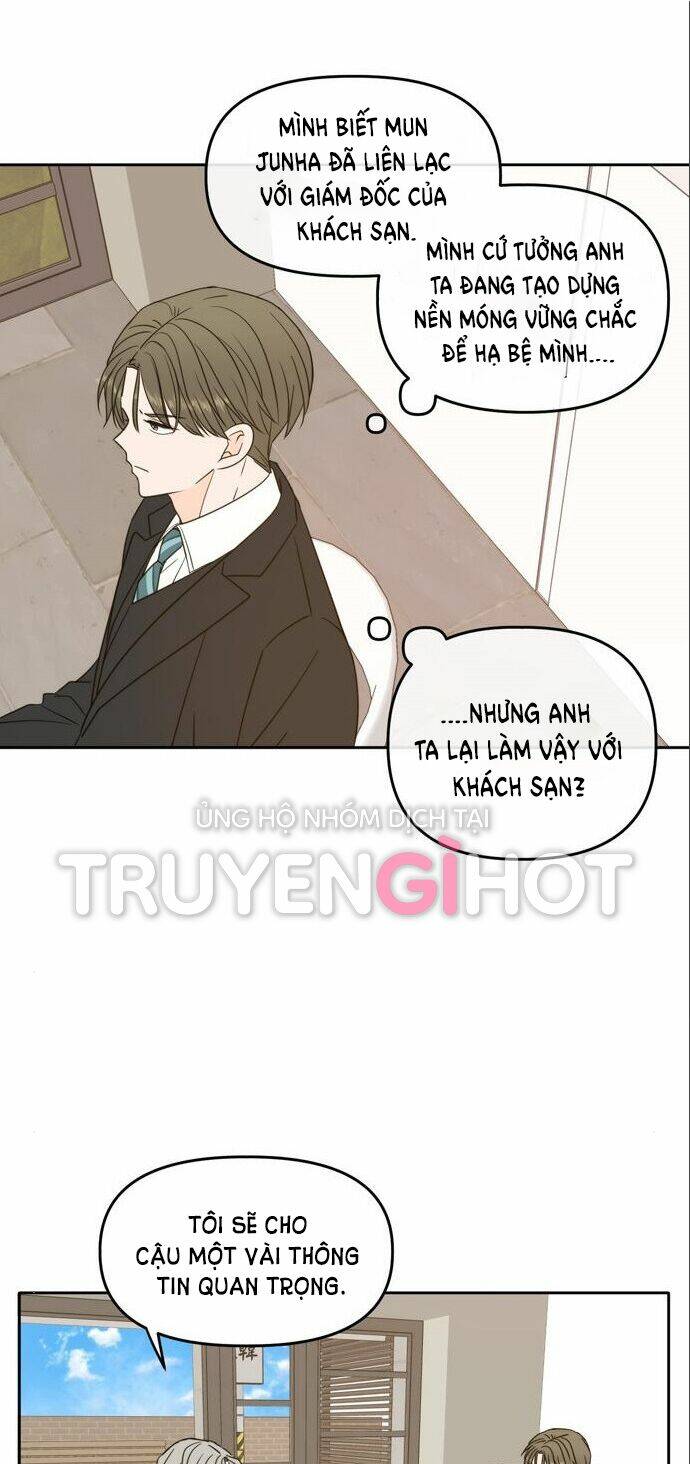 MÌNH BIẾT MUN
JUNHA ĐÃ LIÊN LẠC
VỚI GIÁM ĐỐC CỦA
KHÁCH SẠN.
MÌNH CỨ TƯỞNG ANH
TA ĐANG TẠO DỰNG
NỀN MÓNG VỮNG CHẮC
ĐỂ HẠ BỆ MÌNH....
....NHƯNG ANH
TA LẠI LÀM VẬY VỚI
KHÁCH SẠN?
ỦNG HỘ NHÓM DỊCH TẠI
TRUYENGIHOT
TÔI SẼ CHO
CẬU MỘT VÀI THÔNG
TIN QUAN TRỌNG.